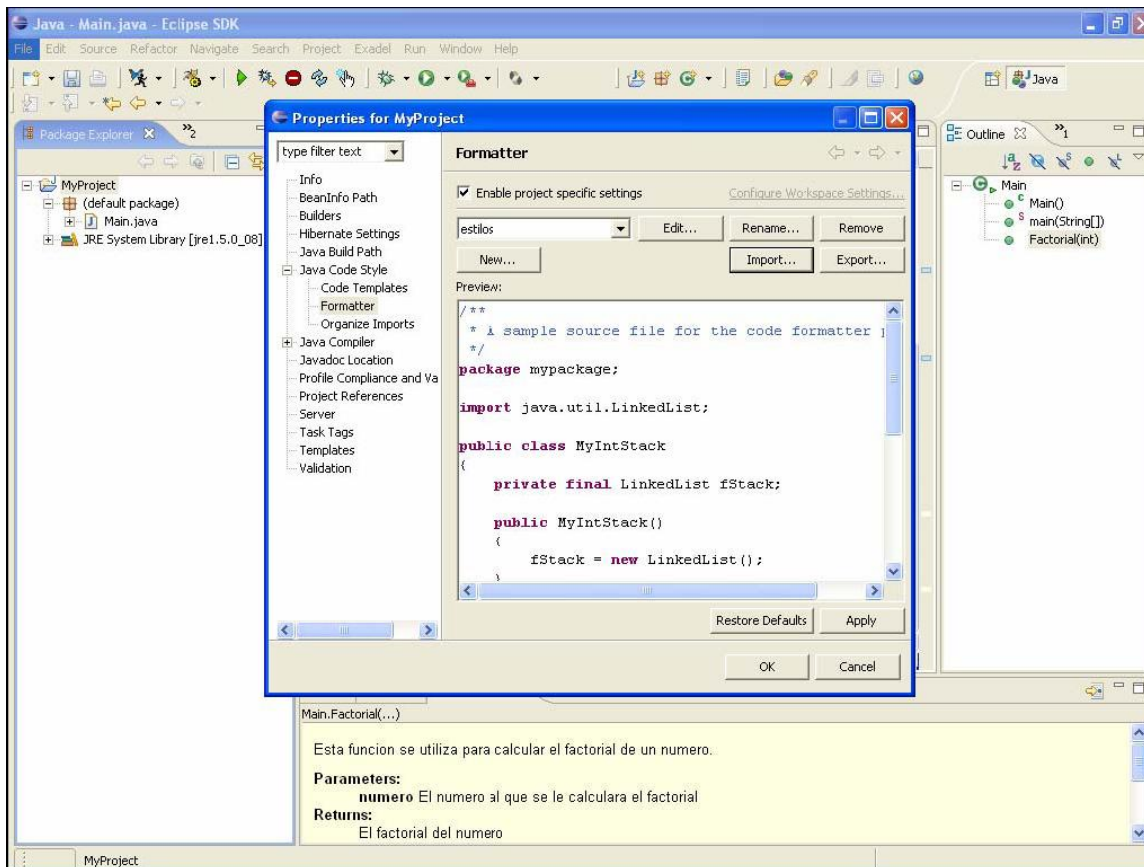 Java - Main.java - Eclipse SDK
File Edit Source Refactor Navigate Search Project Exadel Run Window Help
Java
Package Explorer
»2
MyProject
(default package)
Main.java
JRE System Library [jre1.5.0_08]
Properties for MyProject
type filter text
Info
BeanInfo Path
Builders
Hibernate Settings
Java Build Path
Java Code Style
Code Templates
Formatter
Organize Imports
Java Compiler
Javadoc Location
Profile Compliance and Va
Project References
Server
Task Tags
Templates
Validation
Formatter
Enable project specific settings Configure Workspace Settings...
estilos Edit... Rename... Remove
New... Import... Export...
Preview:
/**
* A sample source file for the code formatter p
*/
package mypackage;
import java.util.LinkedList;
public class MyIntStack
{
private final LinkedList fStack;
public MyIntStack()
{
fStack = new LinkedList();
}
Restore Defaults Apply
OK Cancel
Outline
»1
Main
Main()
main(String[])
Factorial(int)
Main.Factorial(...)
Esta funcion se utiliza para calcular el factorial de un numero.
Parameters:
numero El numero al que se le calculara el factorial
Returns:
El factorial del numero
MyProject